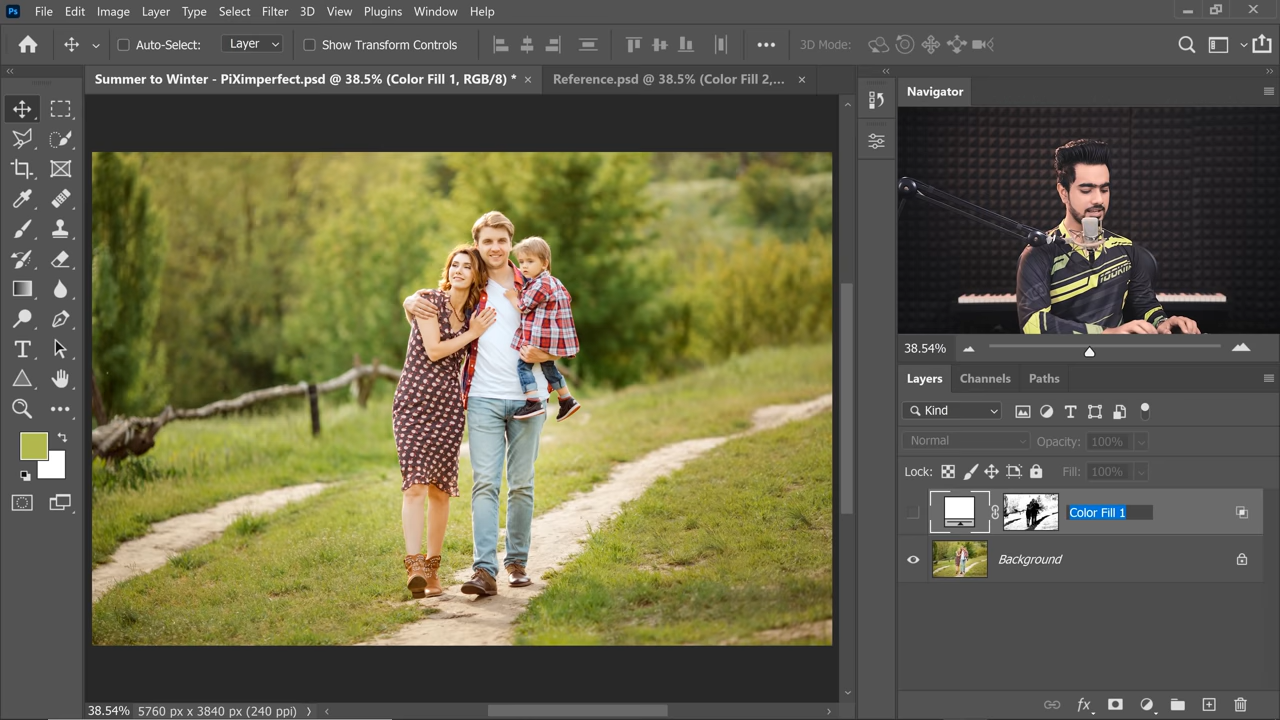 Ps File Edit Image Layer Type Select Filter 3D View Plugins Window Help
Auto-Select: Layer Show Transform Controls 3D Mode:
Summer to Winter - PiXimperfect.psd @ 38.5% (Color Fill 1, RGB/8) * × Reference.psd @ 38.5% (Color Fill 2,... ×
Navigator
38.54%
Layers Channels Paths
Kind
Normal Opacity: 100%
Lock: Fill: 100%
Color Fill 1
Background
38.54% 5760 px x 3840 px (240 ppi)